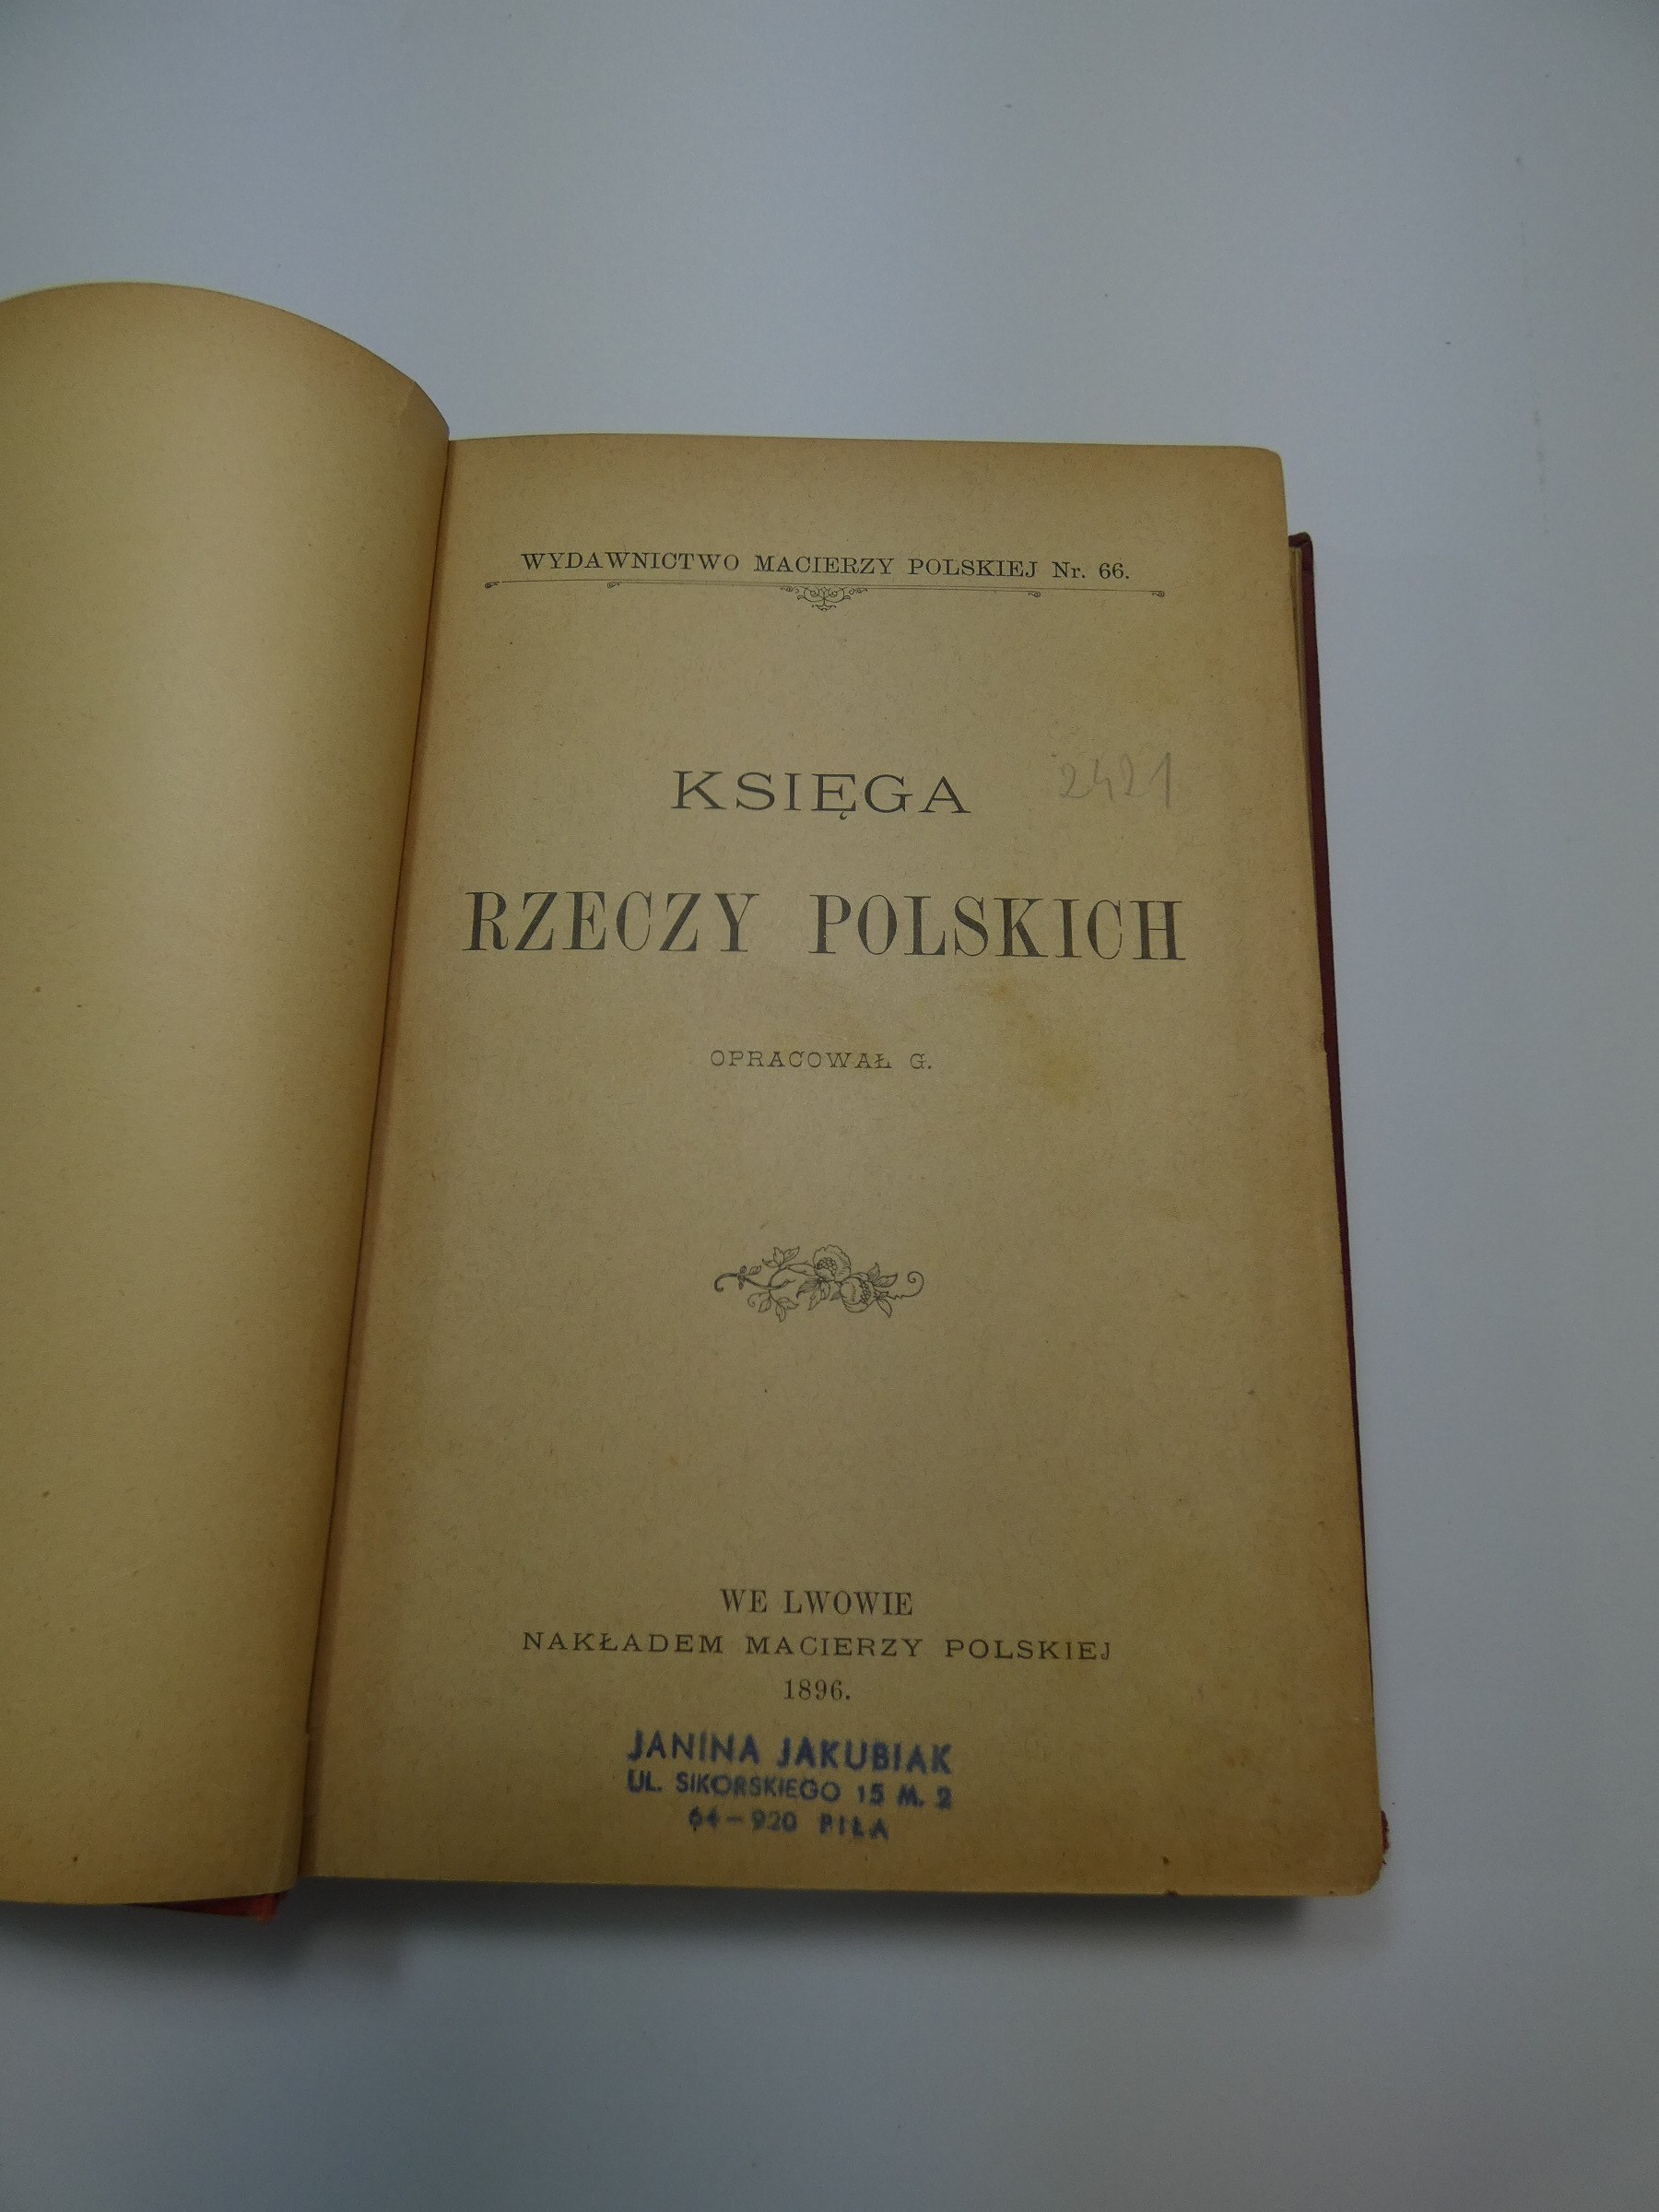 WYDAWNICTWO MACIERZY POLSKIEJ Nr. 66.
KSIĘGA
2421
RZECZY POLSKICH
OPRACOWAŁ G.
WE LWOWIE
NAKŁADEM MACIERZY POLSKIEJ
1896.
JANINA JAKUBIAK
UL. SIKORSKIEGO 15 M. 2
64-920 PIŁA